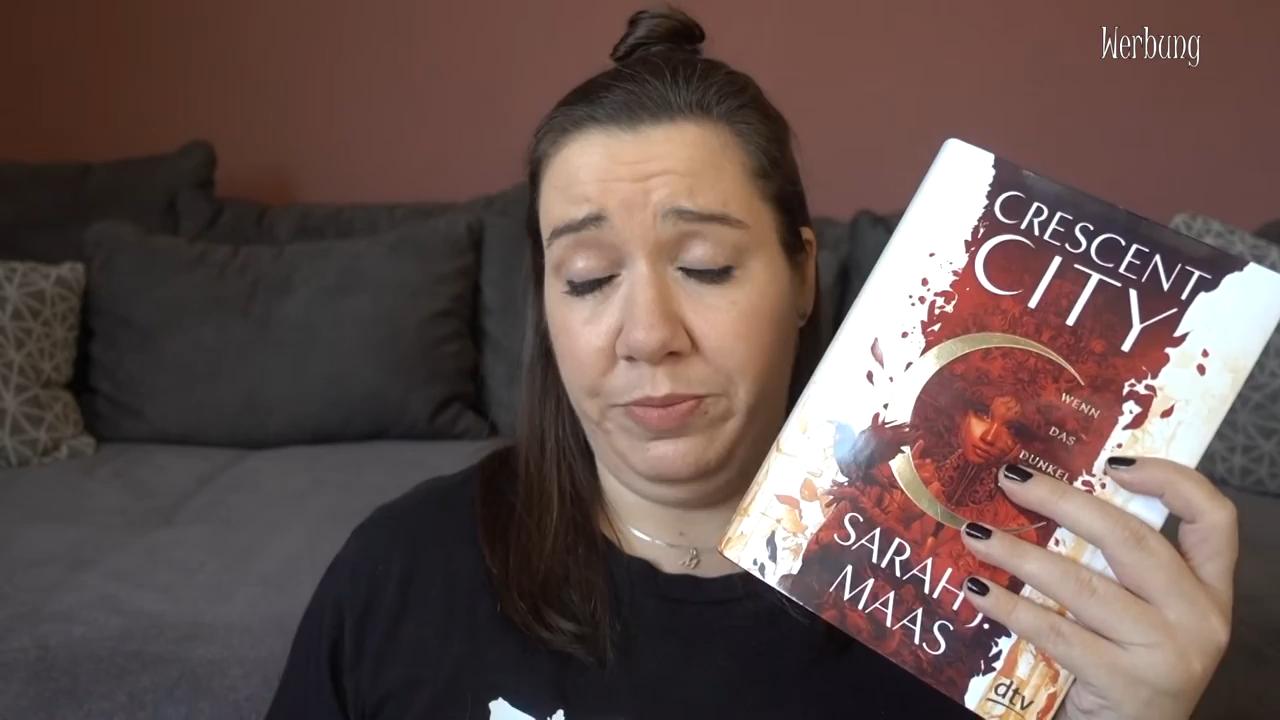 Werbung
CRESCENT
CITY
WENN
DAS
DUNKEL
SARAH J.
MAAS
dtv